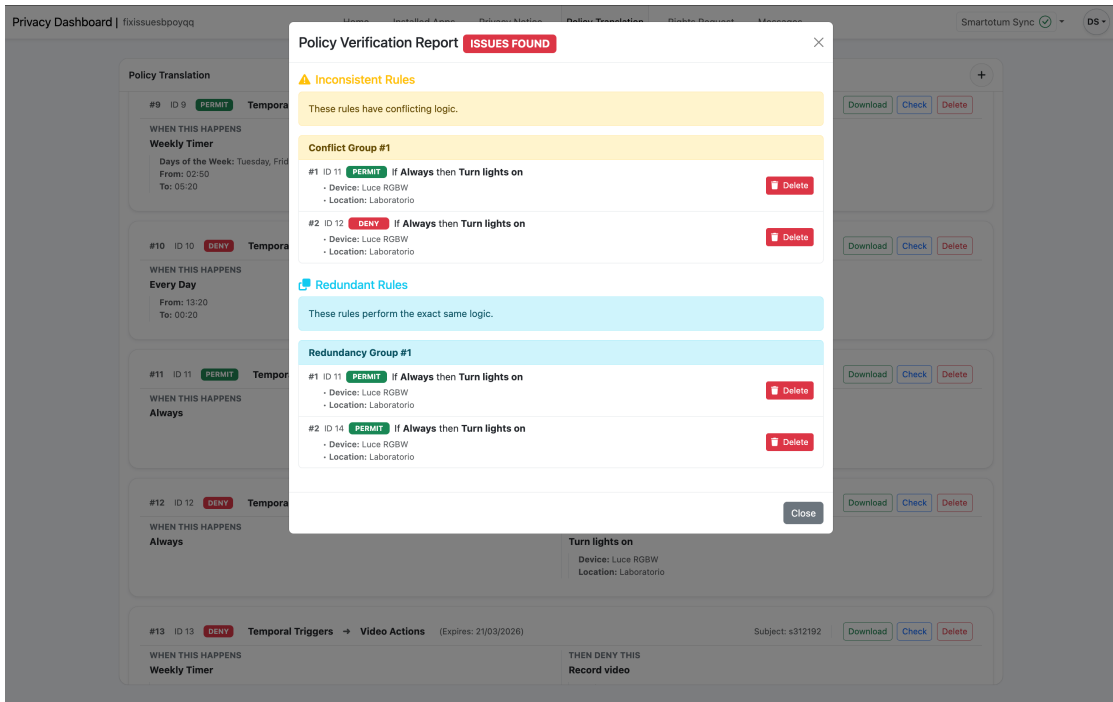 Privacy Dashboard | fixissuesbpoyqq
Home Installed Apps Privacy Notice Policy Translation Rights Request Messages
Smartotum Sync
DS
Policy Verification Report ISSUES FOUND
Inconsistent Rules
These rules have conflicting logic.
Conflict Group #1
#1 ID 11 PERMIT If Always then Turn lights on
• Device: Luce RGBW
• Location: Laboratorio
Delete
#2 ID 12 DENY If Always then Turn lights on
• Device: Luce RGBW
• Location: Laboratorio
Delete
Redundant Rules
These rules perform the exact same logic.
Redundancy Group #1
#1 ID 11 PERMIT If Always then Turn lights on
• Device: Luce RGBW
• Location: Laboratorio
Delete
#2 ID 14 PERMIT If Always then Turn lights on
• Device: Luce RGBW
• Location: Laboratorio
Delete
Close
Policy Translation
+
#9 ID 9 PERMIT Tempora
Download Check Delete
WHEN THIS HAPPENS
Weekly Timer
Days of the Week: Tuesday, Frid
From: 02:50
To: 05:20
#10 ID 10 DENY Tempora
Download Check Delete
WHEN THIS HAPPENS
Every Day
From: 13:20
To: 00:20
#11 ID 11 PERMIT Tempor
Download Check Delete
WHEN THIS HAPPENS
Always
#12 ID 12 DENY Tempora
Download Check Delete
WHEN THIS HAPPENS
Always
Turn lights on
Device: Luce RGBW
Location: Laboratorio
#13 ID 13 DENY Temporal Triggers → Video Actions (Expires: 21/03/2026)
Subject: s312192
Download Check Delete
WHEN THIS HAPPENS
Weekly Timer
THEN DENY THIS
Record video